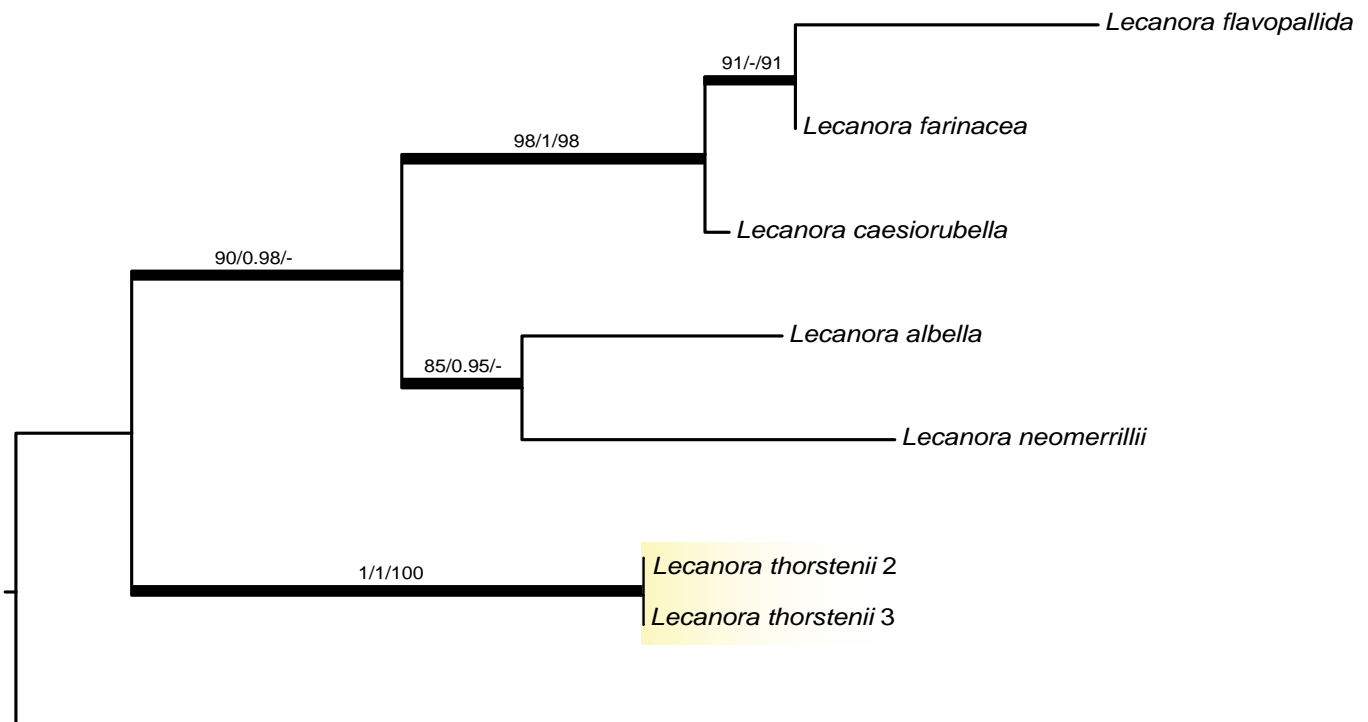 Lecanora flavopallida
91/-/91
Lecanora farinacea
98/1/98
Lecanora caesiorubella
90/0.98/-
Lecanora albella
85/0.95/-
Lecanora neomerrillii
Lecanora thorstenii 2
1/1/100
Lecanora thorstenii 3